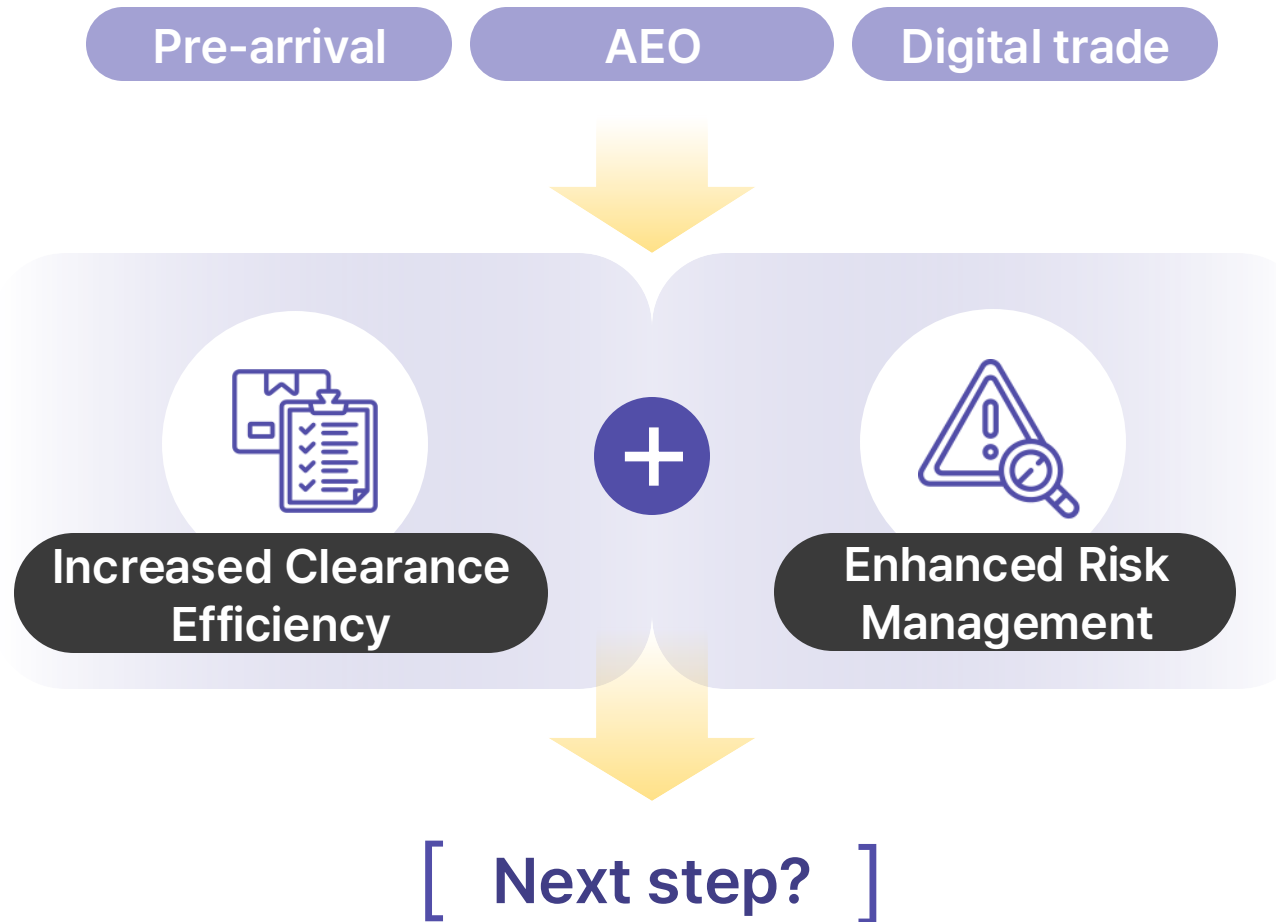 Pre-arrival
AEO
Digital trade
Increased Clearance
Efficiency
Enhanced Risk
Management
[ Next step? ]